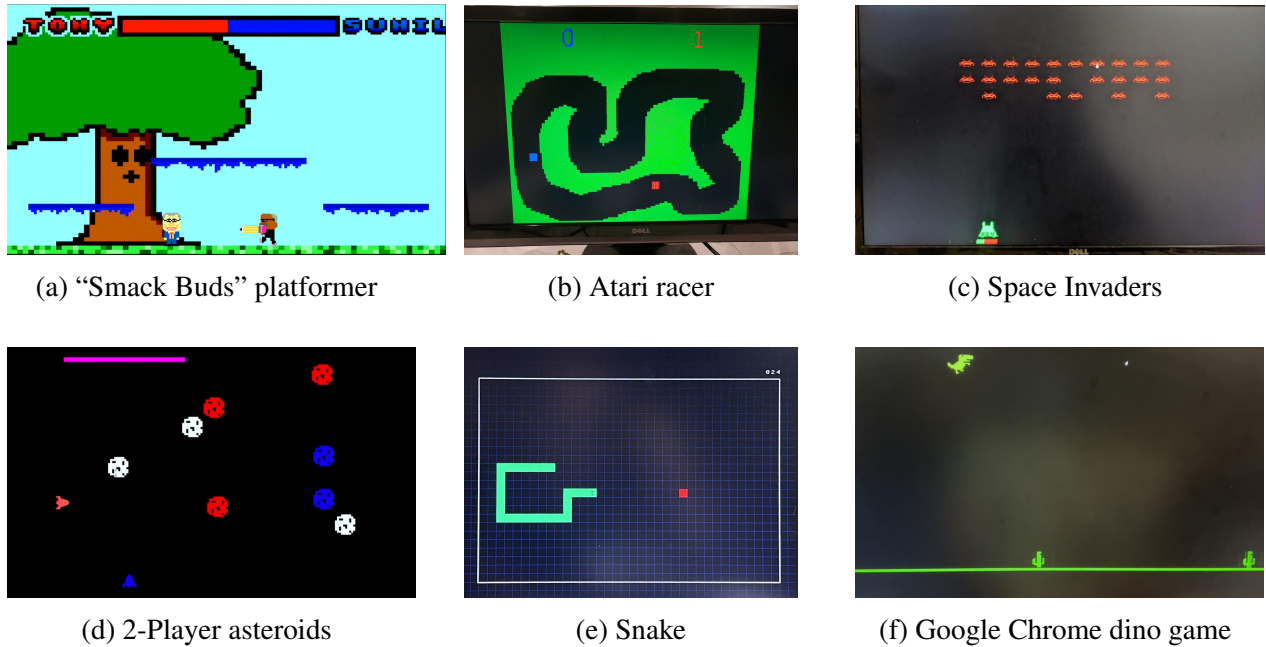 TONY SUNIL
0 1
DELL
DELL
(a) “Smack Buds” platformer
(b) Atari racer
(c) Space Invaders
024
(d) 2-Player asteroids
(e) Snake
(f) Google Chrome dino game